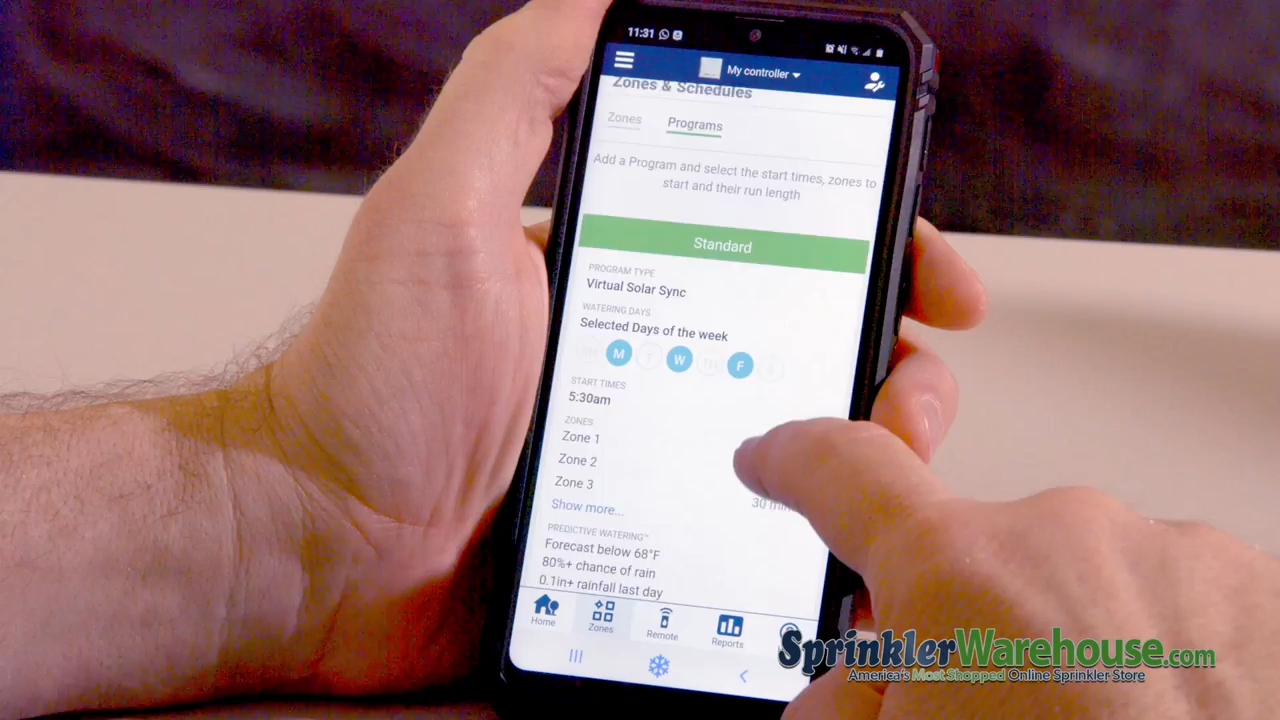 11:31
My controller
Zones & Schedules
Zones
Programs
Add a Program and select the start times, zones to
start and their run length
Standard
PROGRAM TYPE
Virtual Solar Sync
WATERING DAYS
Selected Days of the week
M T W F
START TIMES
5:30am
ZONES
Zone 1
Zone 2
Zone 3
30
Show more...
PREDICTIVE WATERING™
Forecast below 68°F
80%+ chance of rain
0.1in+ rainfall last day
Home
Zones
Remote
Reports
SprinklerWarehouse.com
America's Most Shopped Online Sprinkler Store